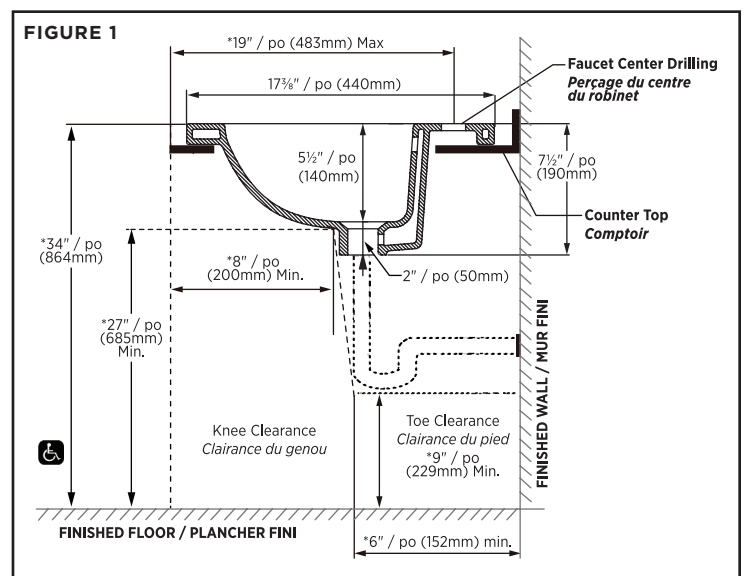 FIGURE 1
*19" / po (483mm) Max
Faucet Center Drilling
Perçage du centre
du robinet
17⅜" / po (440mm)
5½" / po
(140mm)
7½" / po
(190mm)
Counter Top
Comptoir
*34" / po
(864mm)
*8" / po
(200mm) Min.
2" / po (50mm)
*27" / po
(685mm)
Min.
FINISHED WALL / MUR FINI
Knee Clearance
Clairance du genou
Toe Clearance
Clairance du pied
*9" / po
(229mm) Min.
FINISHED FLOOR / PLANCHER FINI
*6" / po (152mm) min.